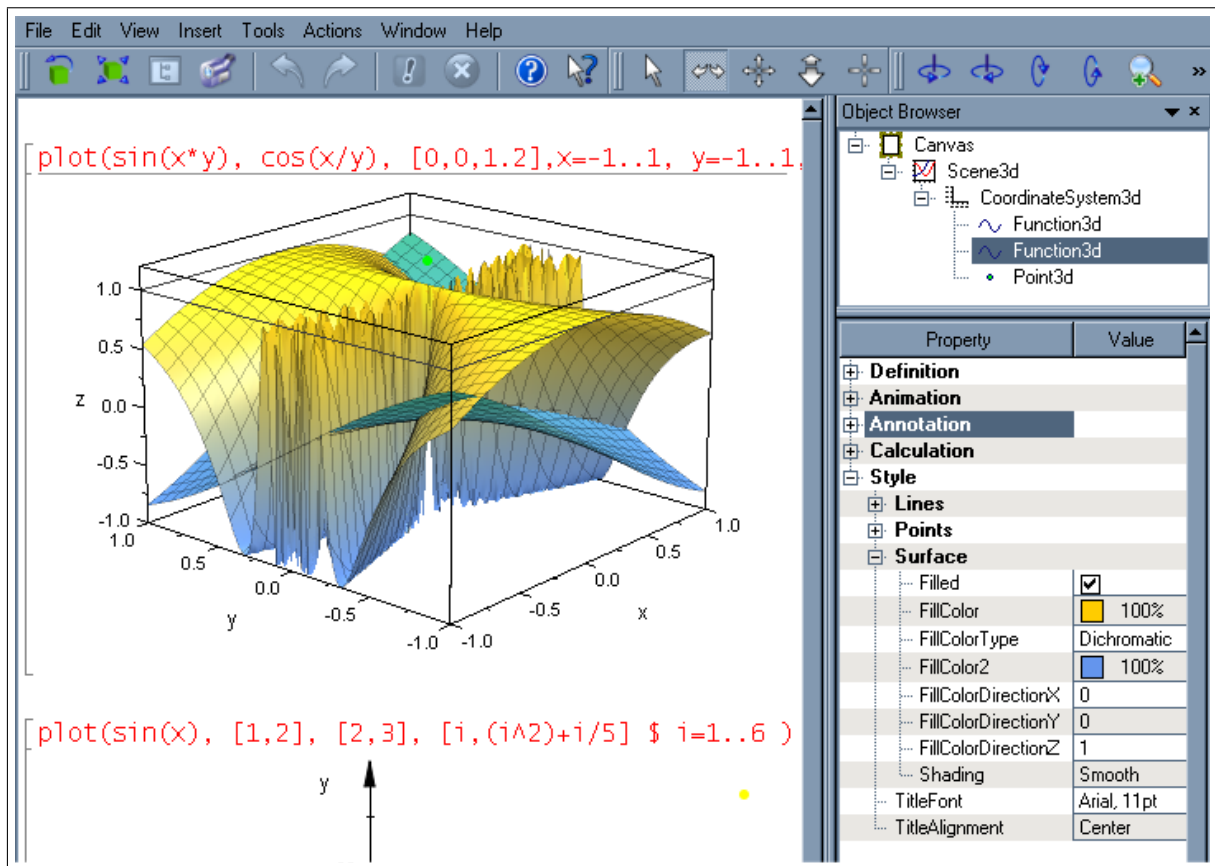 File Edit View Insert Tools Actions Window Help
»
plot(sin(x*y), cos(x/y), [0,0,1.2],x=-1..1, y=-1..1,
1.0
0.5
z 0.0
-0.5
-1.0
1.0
0.5
0.0
-0.5
-1.0
y
-1.0
-0.5
0.0
0.5
1.0
x
plot(sin(x), [1,2], [2,3], [i,(i^2)+i/5] $ i=1..6 )
y
Object Browser
Canvas
Scene3d
CoordinateSystem3d
Function3d
Function3d
Point3d
Property Value
Definition
Animation
Annotation
Calculation
Style
Lines
Points
Surface
Filled
FillColor 100%
FillColorType Dichromatic
FillColor2 100%
FillColorDirectionX 0
FillColorDirectionY 0
FillColorDirectionZ 1
Shading Smooth
TitleFont Arial, 11pt
TitleAlignment Center